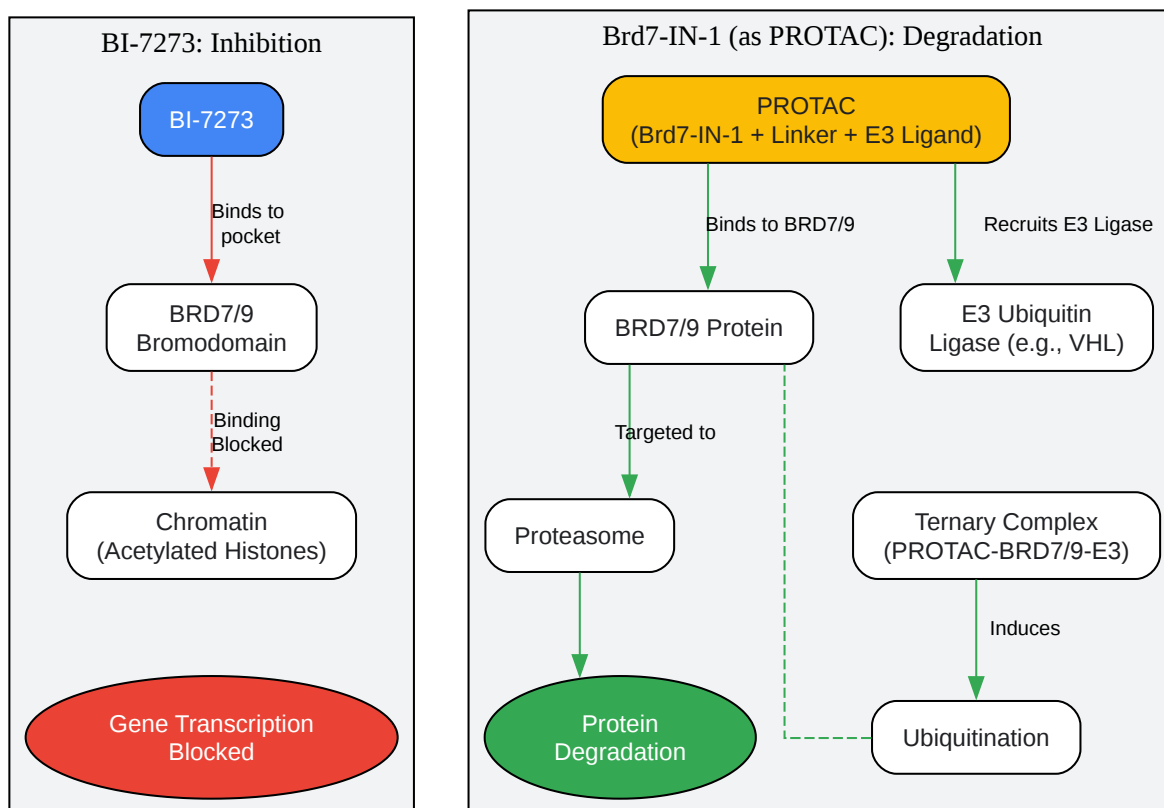 BI-7273: Inhibition
BI-7273
Binds to
pocket
BRD7/9
Bromodomain
Binding
Blocked
Chromatin
(Acetylated Histones)
Gene Transcription
Blocked
Brd7-IN-1 (as PROTAC): Degradation
PROTAC
(Brd7-IN-1 + Linker + E3 Ligand)
Binds to BRD7/9
Recruits E3 Ligase
BRD7/9 Protein
E3 Ubiquitin
Ligase (e.g., VHL)
Targeted to
Proteasome
Ternary Complex
(PROTAC-BRD7/9-E3)
Induces
Protein
Degradation
Ubiquitination